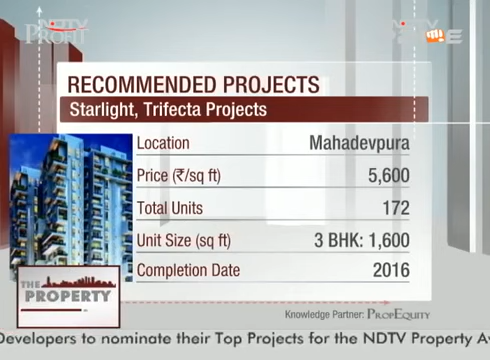 NDTV
PROFIT
NDTV
RECOMMENDED PROJECTS
Starlight, Trifecta Projects
Location Mahadevpura
Price (₹/sq ft) 5,600
Total Units 172
Unit Size (sq ft) 3 BHK: 1,600
Completion Date 2016
THE
PROPERTY
Knowledge Partner: PROPEQUITY
Developers to nominate their Top Projects for the NDTV Property Aw